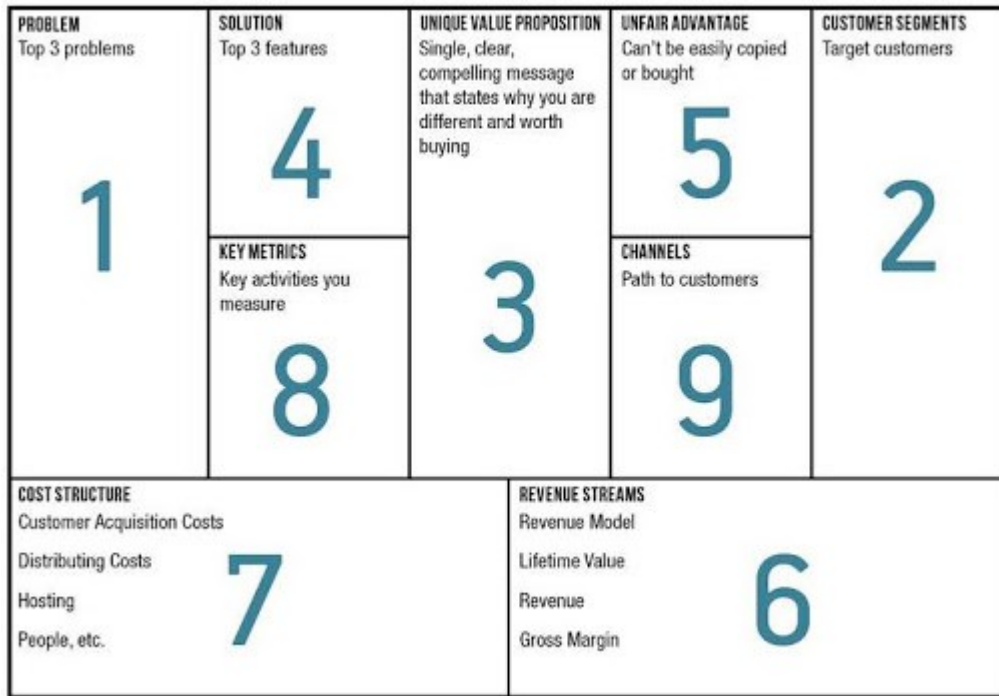 PROBLEM
Top 3 problems
1
SOLUTION
Top 3 features
4
KEY METRICS
Key activities you
measure
8
UNIQUE VALUE PROPOSITION
Single, clear,
compelling message
that states why you are
different and worth
buying
3
UNFAIR ADVANTAGE
Can't be easily copied
or bought
5
CHANNELS
Path to customers
9
CUSTOMER SEGMENTS
Target customers
2
COST STRUCTURE
Customer Acquisition Costs
Distributing Costs
Hosting
People, etc.
7
REVENUE STREAMS
Revenue Model
Lifetime Value
Revenue
Gross Margin
6